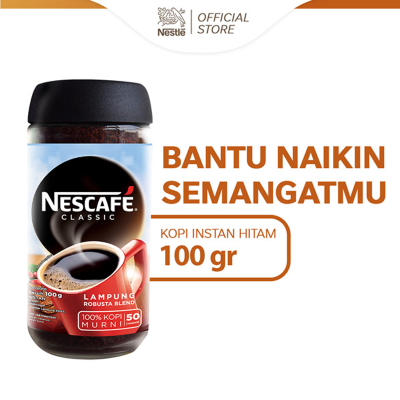 Nestlé
OFFICIAL
STORE
BANTU NAIKIN
SEMANGATMU
KOPI INSTAN HITAM
100 gr
NESCAFÉ
CLASSIC
LAMPUNG
ROBUSTA BLEND
100% KOPI
MURNI
50
100g